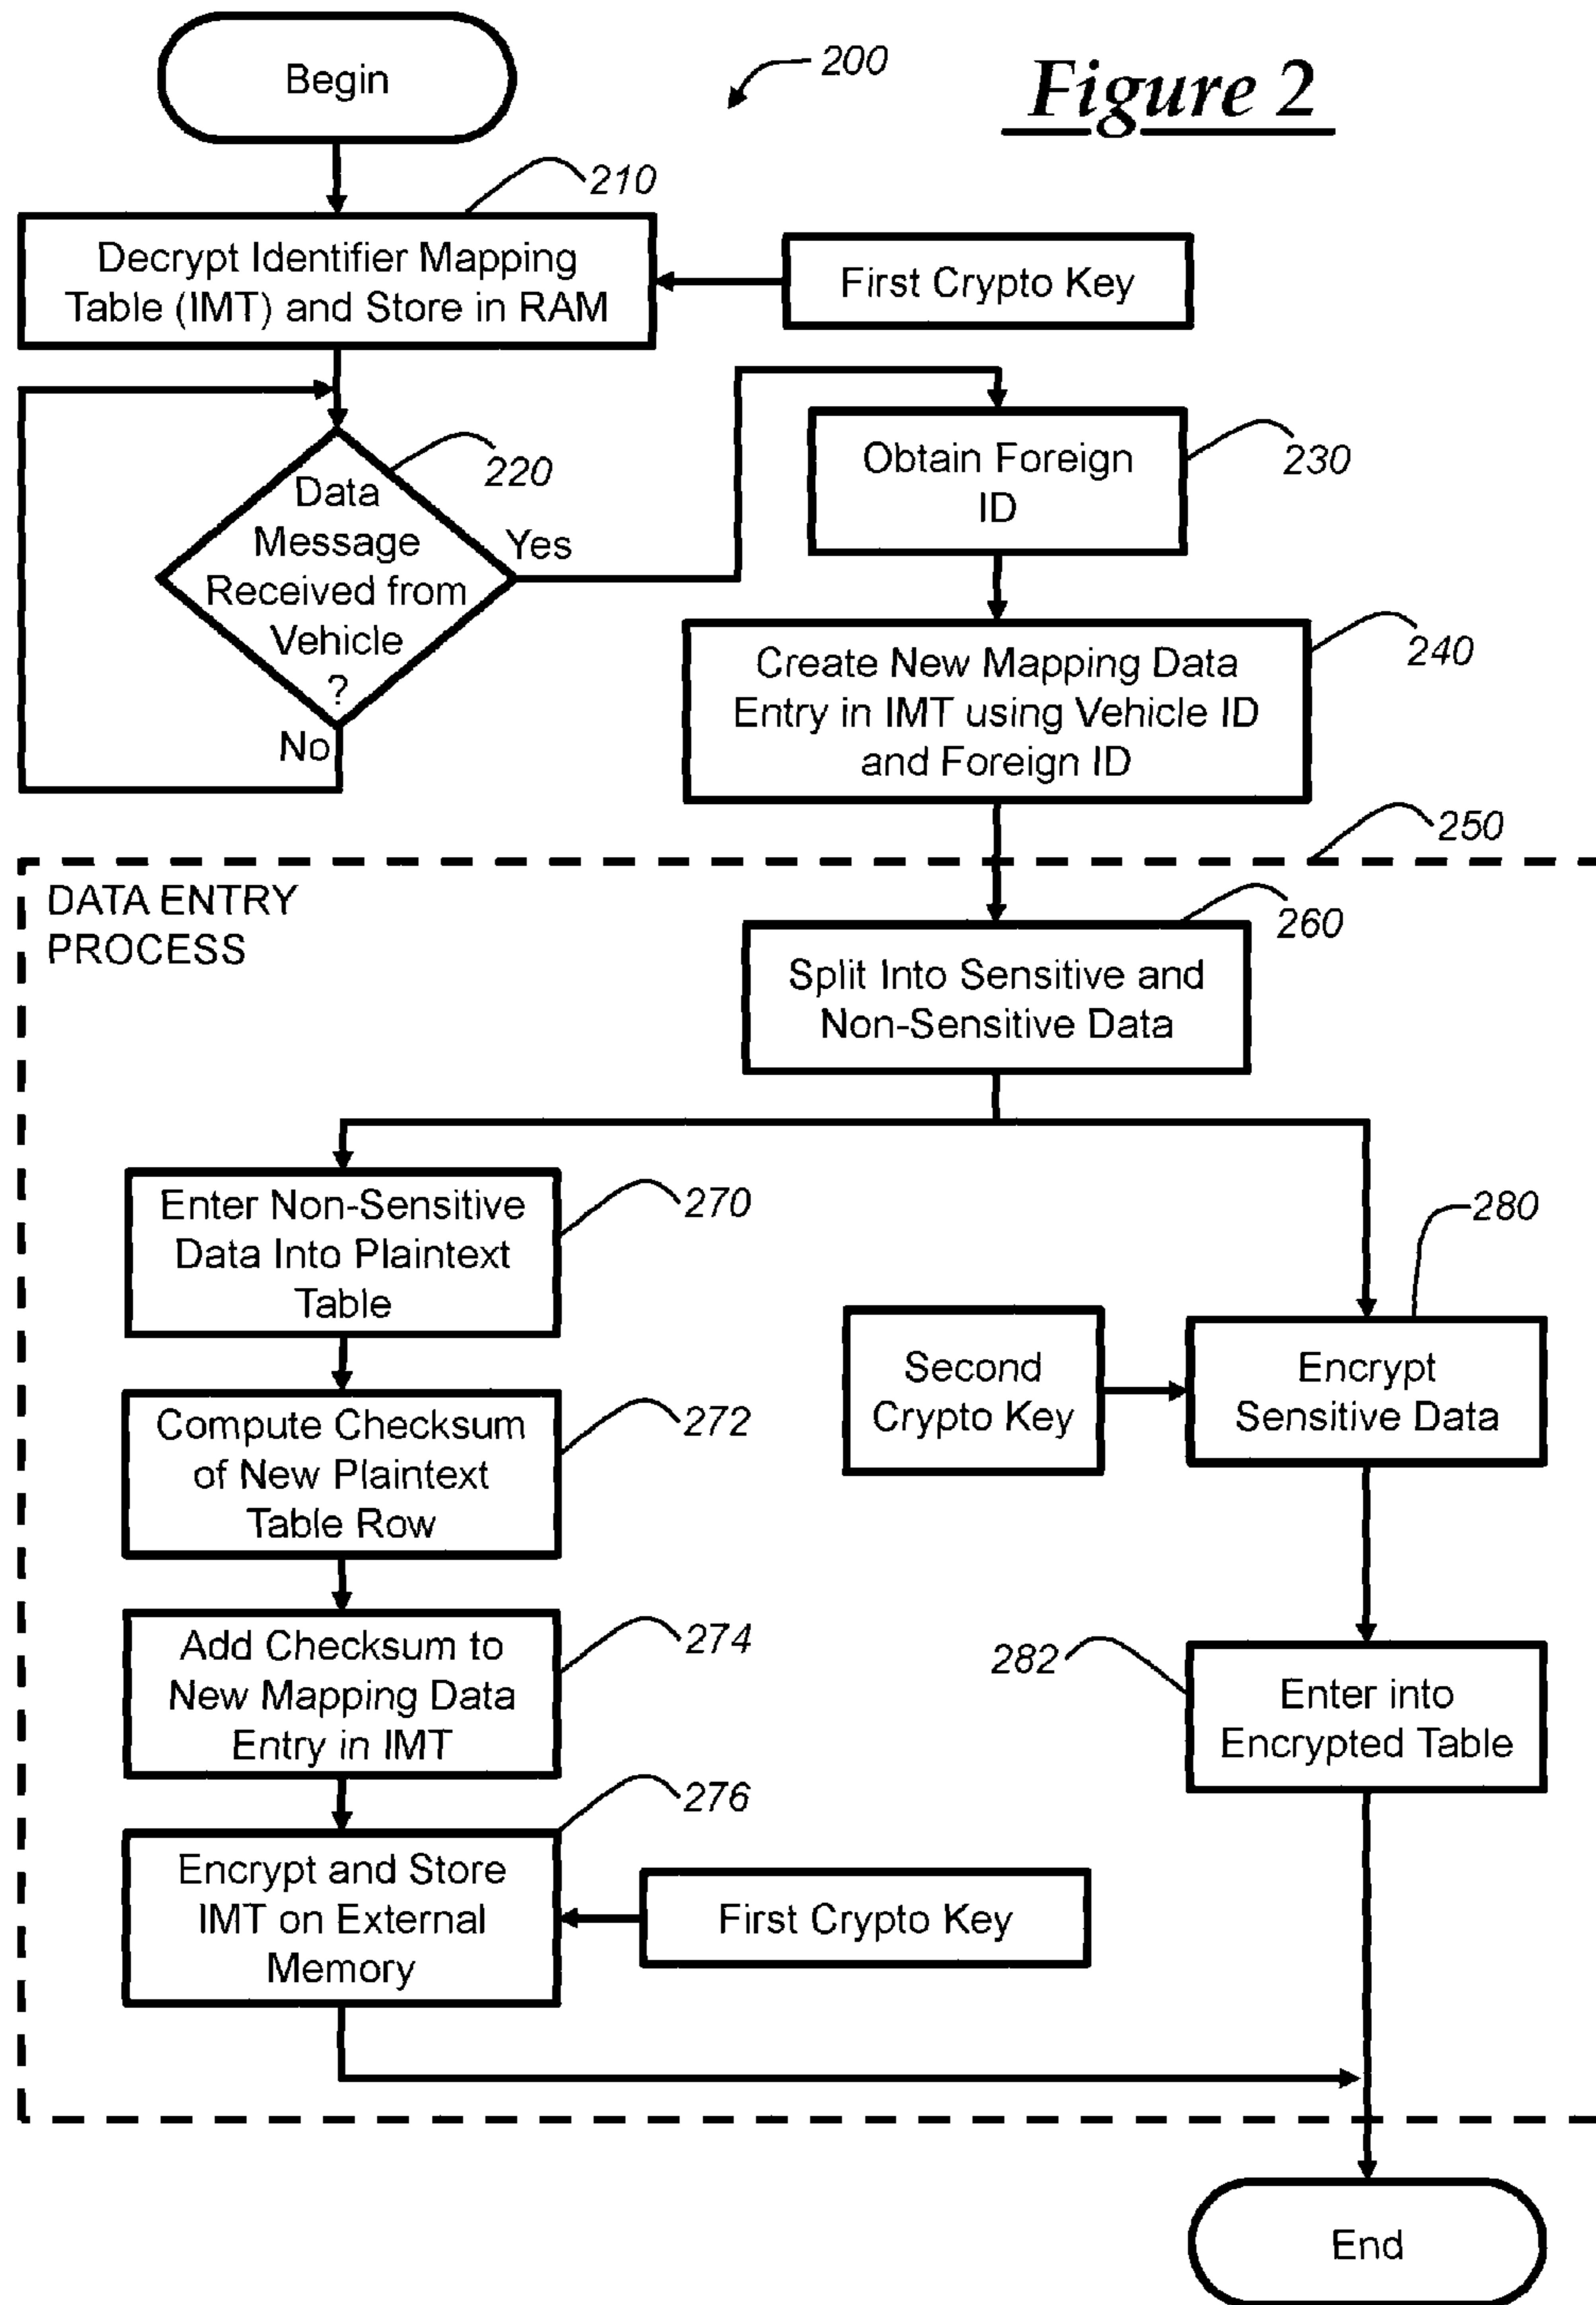 Begin
200
Figure 2
210
Decrypt Identifier Mapping
Table (IMT) and Store in RAM
First Crypto Key
220
Data
Message
Received from
Vehicle
?
Yes
No
Obtain Foreign
ID
230
Create New Mapping Data
Entry in IMT using Vehicle ID
and Foreign ID
240
250
DATA ENTRY
PROCESS
260
Split Into Sensitive and
Non-Sensitive Data
Enter Non-Sensitive
Data Into Plaintext
Table
270
280
Second
Crypto Key
Encrypt
Sensitive Data
Compute Checksum
of New Plaintext
Table Row
272
Add Checksum to
New Mapping Data
Entry in IMT
274
282
Enter into
Encrypted Table
276
Encrypt and Store
IMT on External
Memory
First Crypto Key
End